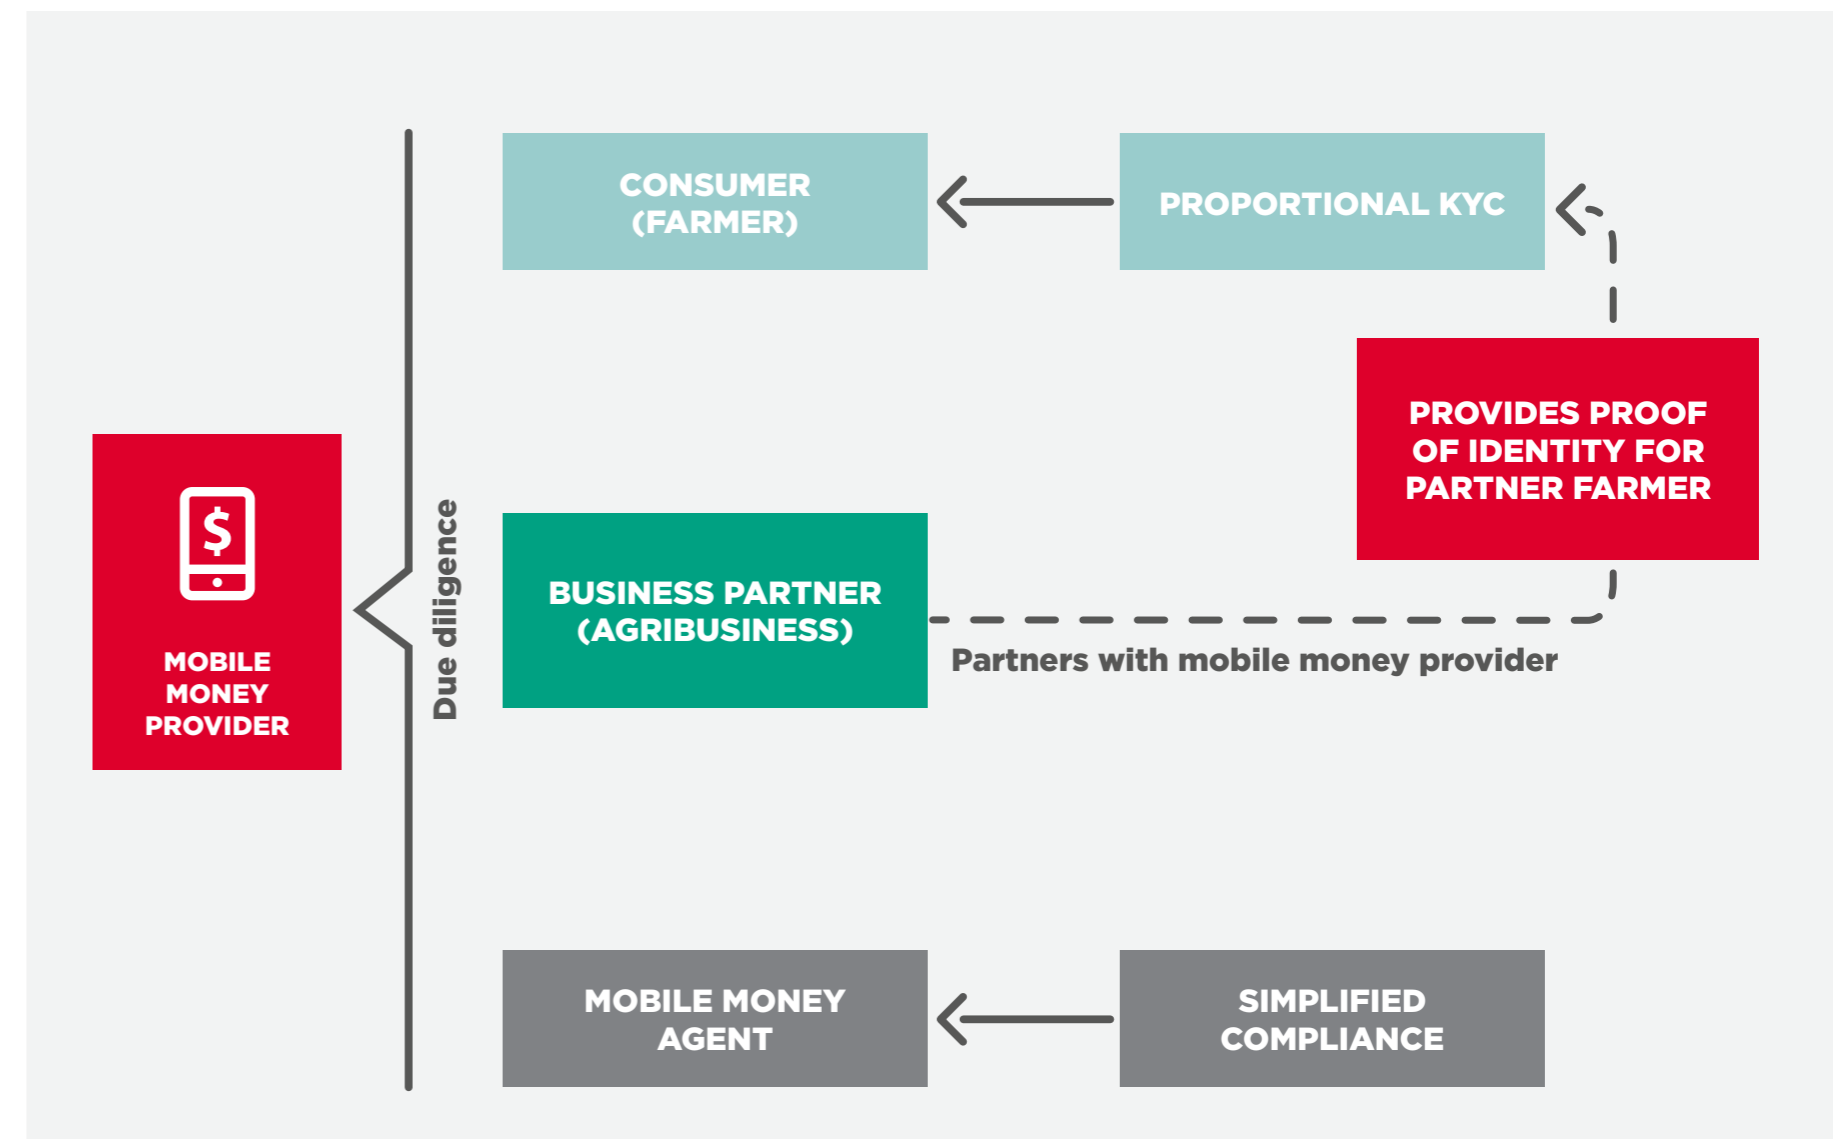 CONSUMER
(FARMER)
PROPORTIONAL KYC
PROVIDES PROOF
OF IDENTITY FOR
PARTNER FARMER
$
MOBILE
MONEY
PROVIDER
Due diligence
BUSINESS PARTNER
(AGRIBUSINESS)
Partners with mobile money provider
MOBILE MONEY
AGENT
SIMPLIFIED
COMPLIANCE